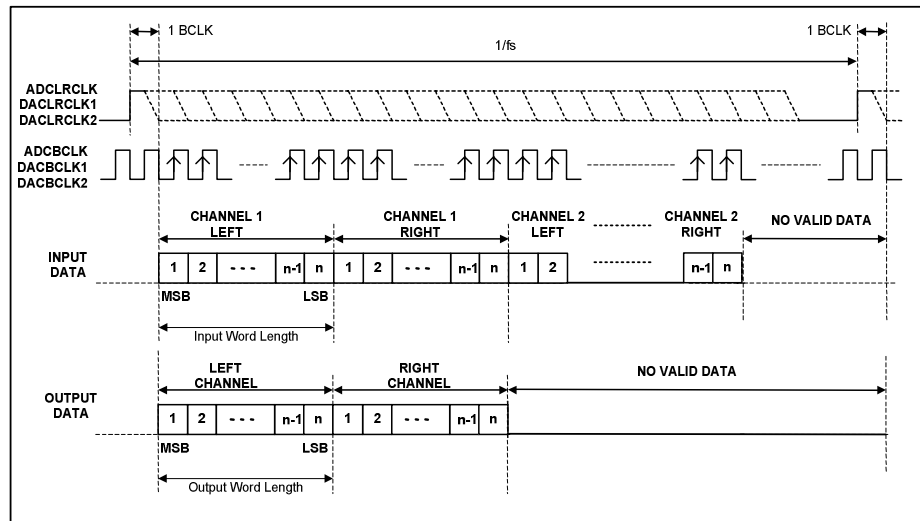 1 BCLK
1 BCLK
1/fs
ADCLRCLK
DACLRCLK1
DACLRCLK2
ADCBCLK
DACBCLK1
DACBCLK2
CHANNEL 1
LEFT
CHANNEL 1
RIGHT
CHANNEL 2
LEFT
CHANNEL 2
RIGHT
NO VALID DATA
INPUT
DATA
1 2 - - - n-1 n 1 2 - - - n-1 n 1 2 n-1 n
MSB LSB
Input Word Length
LEFT
CHANNEL
RIGHT
CHANNEL
NO VALID DATA
OUTPUT
DATA
1 2 - - - n-1 n 1 2 - - - n-1 n
MSB LSB
Output Word Length